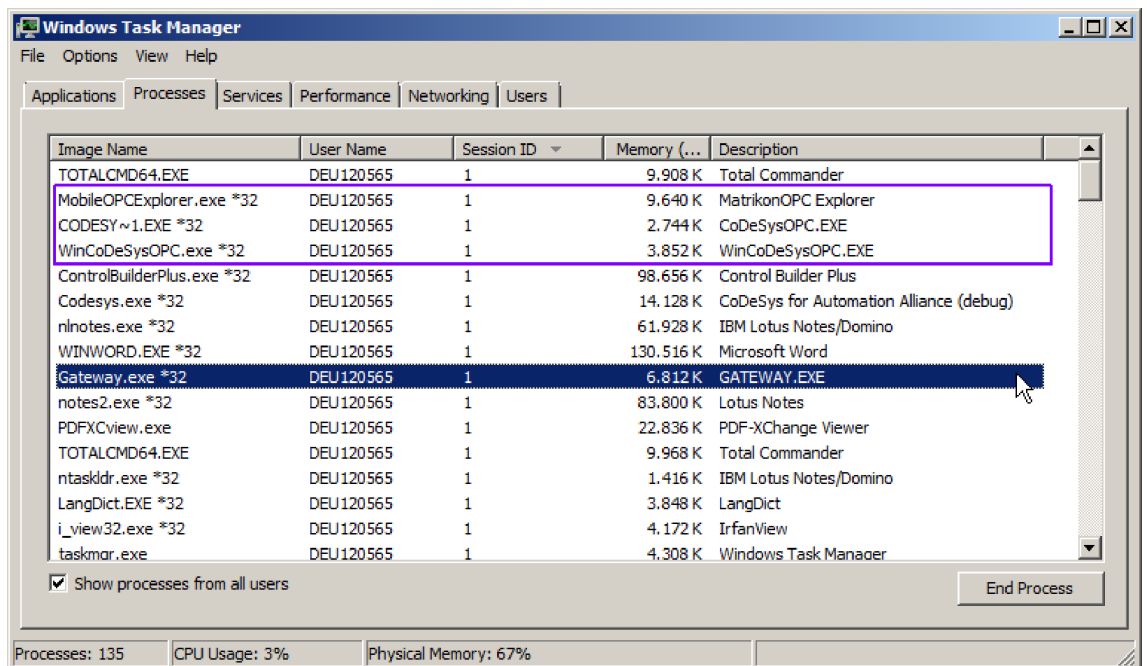 Windows Task Manager
File Options View Help
Applications Processes Services Performance Networking Users
Image Name User Name Session ID Memory (... Description
TOTALCMD64.EXE DEU120565 1 9.908 K Total Commander
MobileOPCExplorer.exe *32 DEU120565 1 9.640 K MatrikonOPC Explorer
CODESY~1.EXE *32 DEU120565 1 2.744 K CoDeSysOPC.EXE
WinCoDeSysOPC.exe *32 DEU120565 1 3.852 K WinCoDeSysOPC.EXE
ControlBuilderPlus.exe *32 DEU120565 1 98.656 K Control Builder Plus
Codesys.exe *32 DEU120565 1 14.128 K CoDeSys for Automation Alliance (debug)
nlnotes.exe *32 DEU120565 1 61.928 K IBM Lotus Notes/Domino
WINWORD.EXE *32 DEU120565 1 130.516 K Microsoft Word
Gateway.exe *32 DEU120565 1 6.812 K GATEWAY.EXE
notes2.exe *32 DEU120565 1 83.800 K Lotus Notes
PDFXCview.exe DEU120565 1 22.836 K PDF-XChange Viewer
TOTALCMD64.EXE DEU120565 1 9.968 K Total Commander
ntaskldr.exe *32 DEU120565 1 1.416 K IBM Lotus Notes/Domino
LangDict.EXE *32 DEU120565 1 3.848 K LangDict
i_view32.exe *32 DEU120565 1 4.172 K IrfanView
taskmgr.exe DEU120565 1 4.308 K Windows Task Manager
Show processes from all users
End Process
Processes: 135 CPU Usage: 3% Physical Memory: 67%